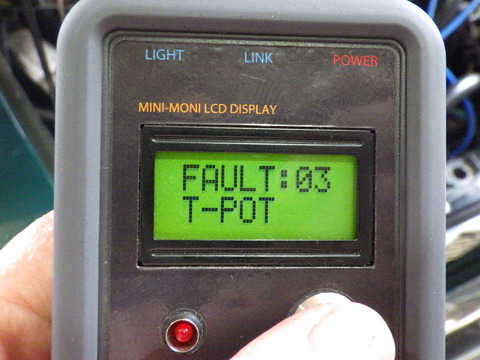 LIGHT LINK POWER
MINI-MONI LCD DISPLAY
FAULT:03
T-POT